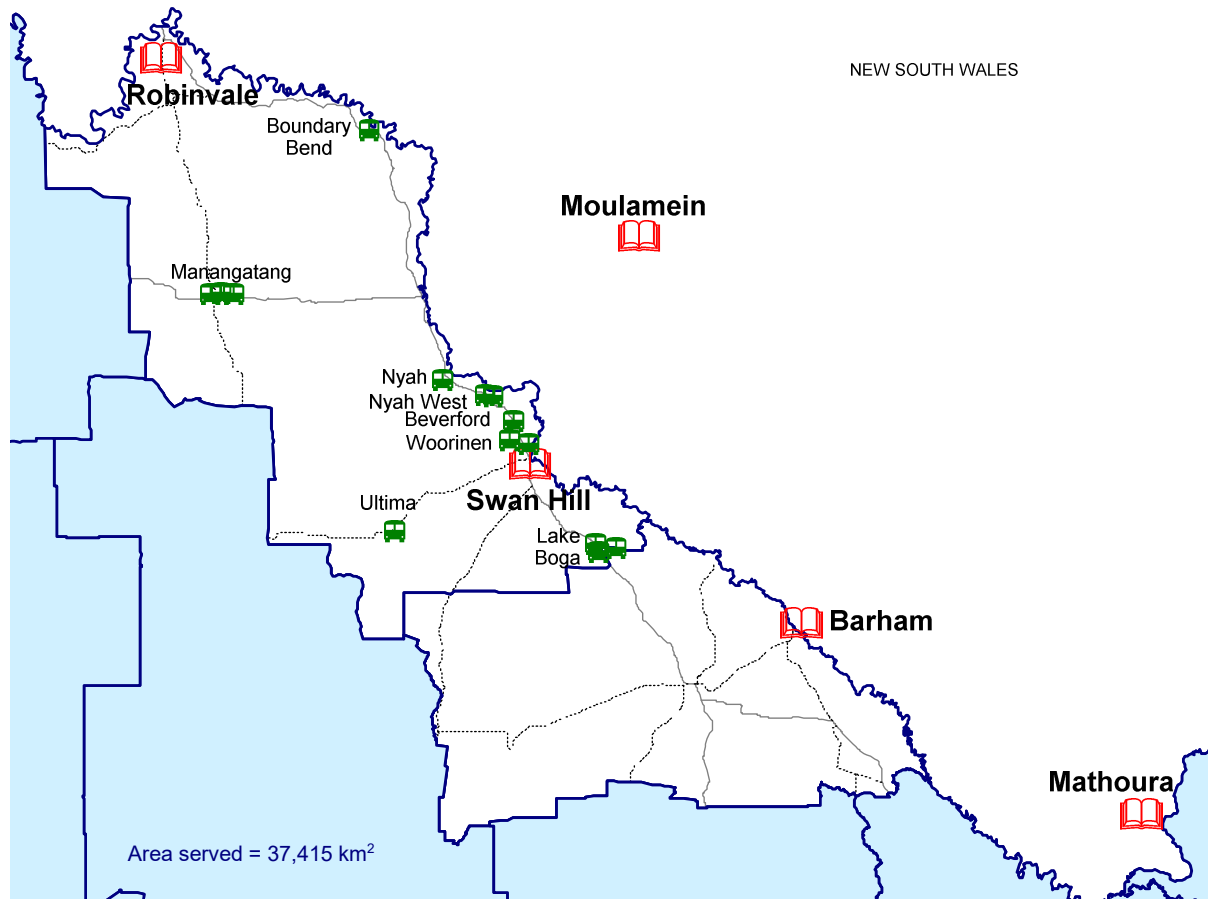 NEW SOUTH WALES
Robinvale
Boundary
Bend
Moulamein
Manangatang
Nyah
Nyah West
Beverford
Woorinen
Swan Hill
Ultima
Lake
Boga
Barham
Mathoura
Area served = 37,415 km²